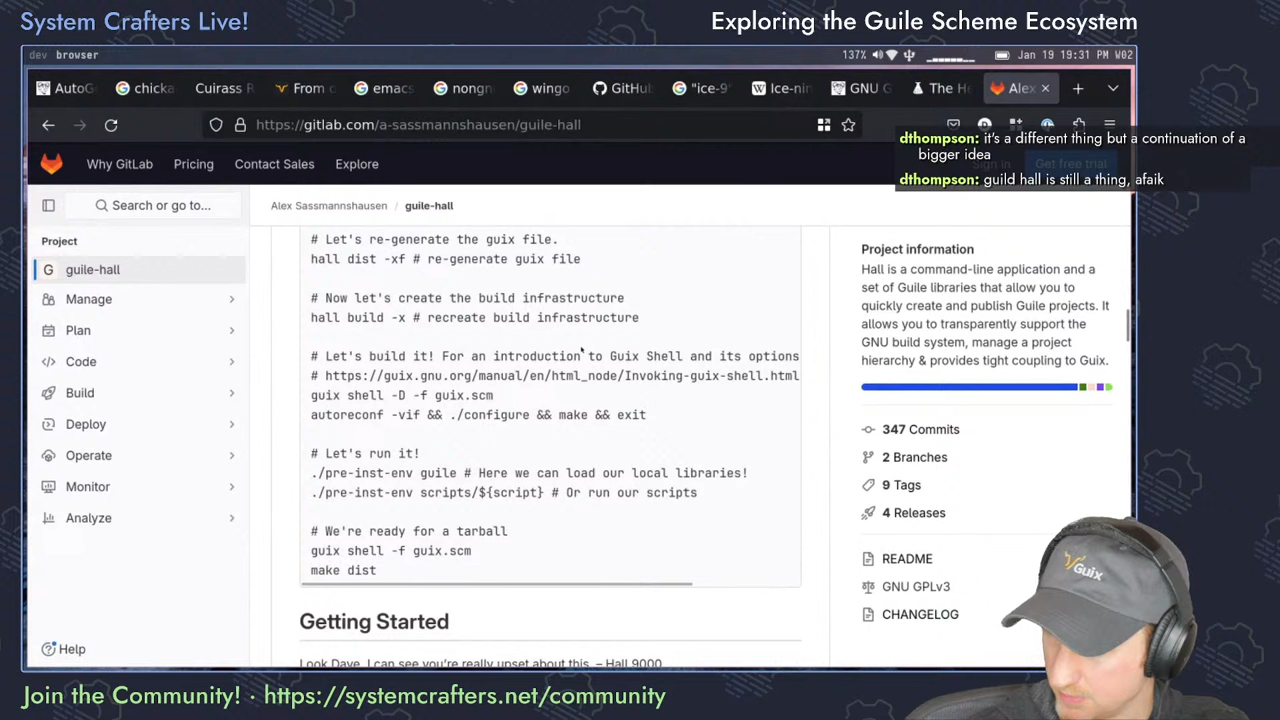 System Crafters Live!
Exploring the Guile Scheme Ecosystem
dev browser
137%
Jan 19 19:31 PM W02
AutoG
chicka
Cuirass R
From c
emacs
nongn
wingo
GitHu
"ice-9"
Ice-nin
GNU G
The He
Alex
https://gitlab.com/a-sassmannshausen/guile-hall
dthompson: it's a different thing but a continuation of a
bigger idea
dthompson: guild hall is still a thing, afaik
Why GitLab
Pricing
Contact Sales
Explore
Sign in
Get free trial
Search or go to...
Alex Sassmannshausen / guile-hall
Project
G guile-hall
Manage
Plan
Code
Build
Deploy
Operate
Monitor
Analyze
Help
# Let's re-generate the guix file.
hall dist -xf # re-generate guix file
# Now let's create the build infrastructure
hall build -x # recreate build infrastructure
# Let's build it! For an introduction to Guix Shell and its options
# https://guix.gnu.org/manual/en/html_node/Invoking-guix-shell.html
guix shell -D -f guix.scm
autoreconf -vif && ./configure && make && exit
# Let's run it!
./pre-inst-env guile # Here we can load our local libraries!
./pre-inst-env scripts/${script} # Or run our scripts
# We're ready for a tarball
guix shell -f guix.scm
make dist
Getting Started
Look Dave, I can see you're really upset about this. – Hall 9000
Project information
Hall is a command-line application and a
set of Guile libraries that allow you to
quickly create and publish Guile projects. It
allows you to transparently support the
GNU build system, manage a project
hierarchy & provides tight coupling to Guix.
347 Commits
2 Branches
9 Tags
4 Releases
README
GNU GPLv3
CHANGELOG
Guix
Join the Community! · https://systemcrafters.net/community